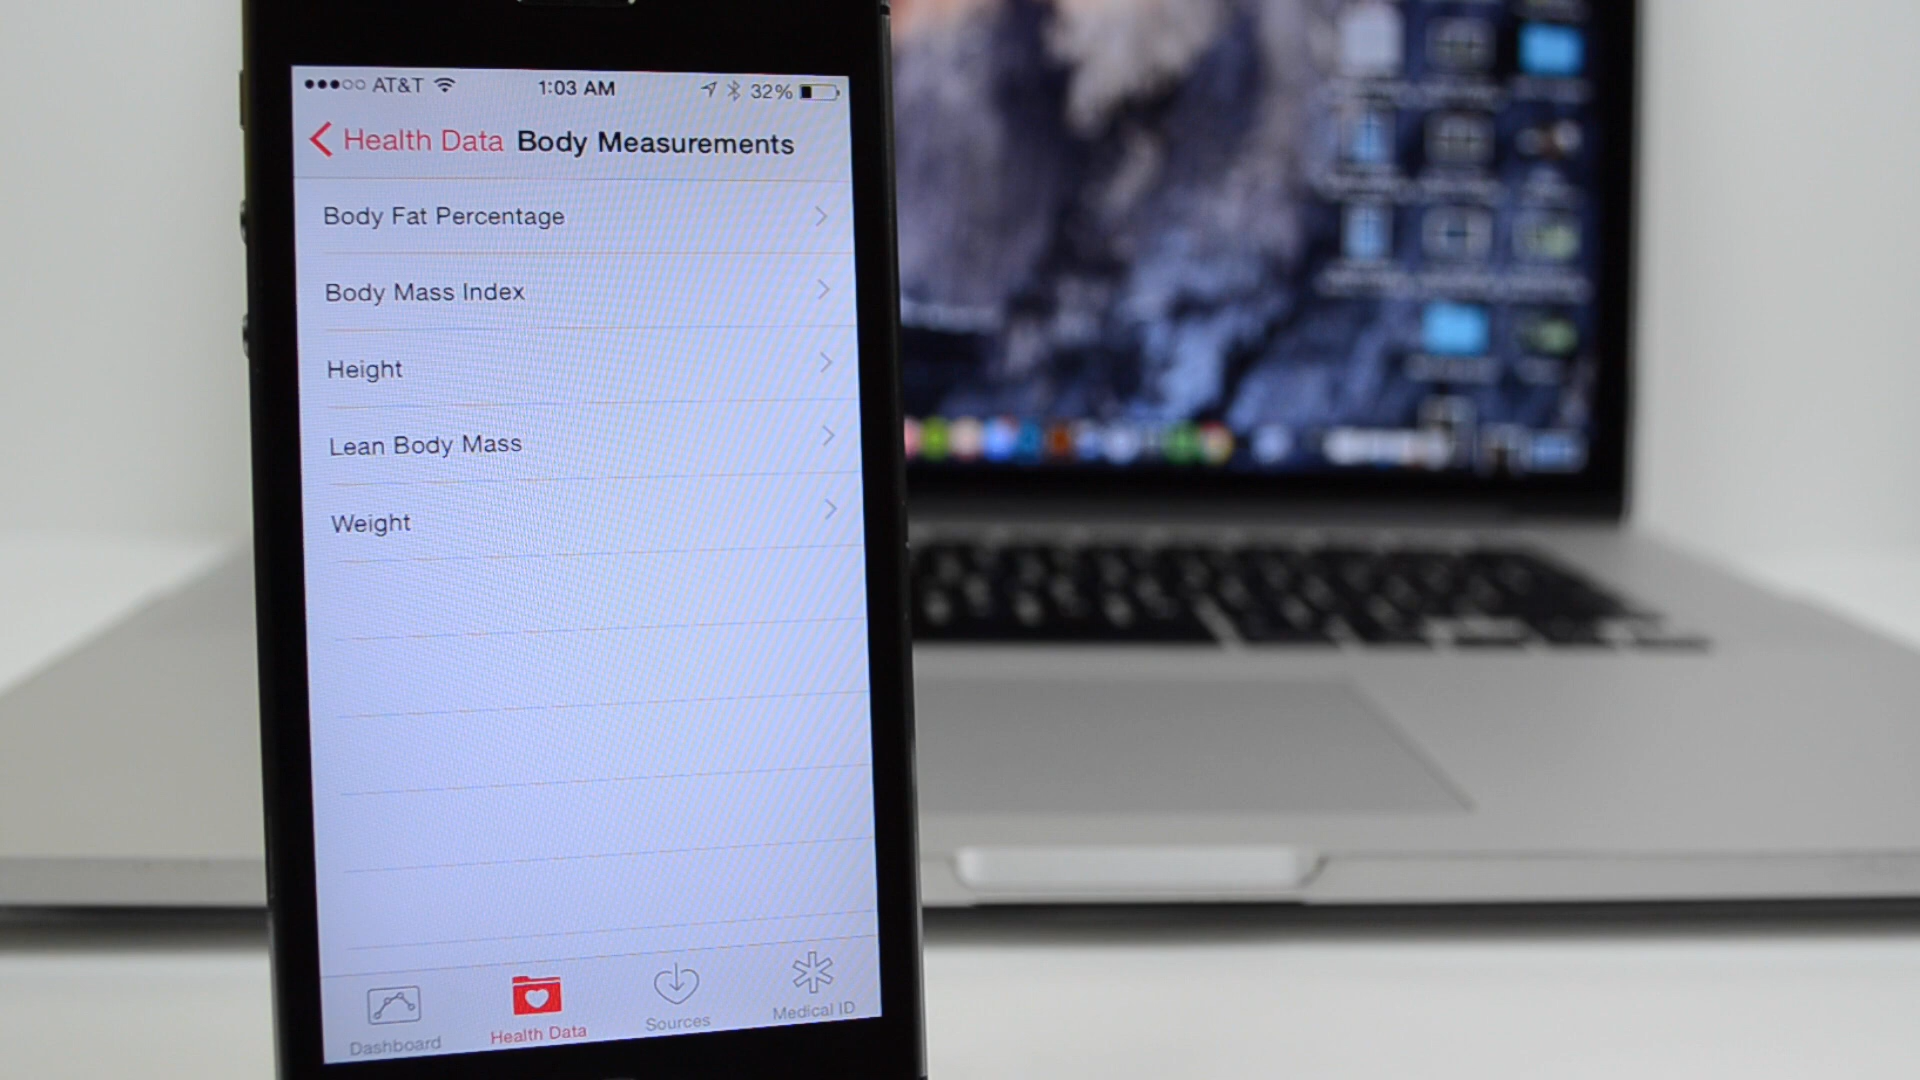 AT&T 1:03 AM 32%
Health Data Body Measurements
Body Fat Percentage
Body Mass Index
Height
Lean Body Mass
Weight
Dashboard Health Data Sources Medical ID